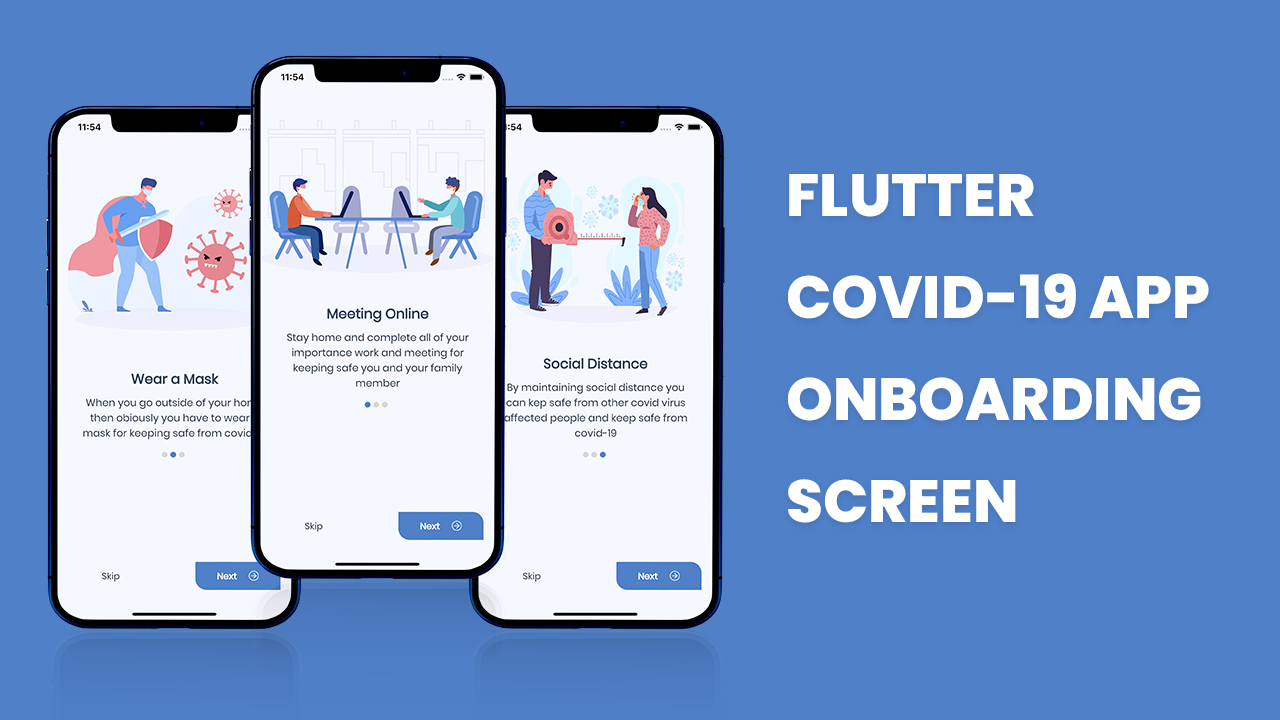 11:54
Wear a Mask
When you go outside of your
then obiously you have to wear
mask for keeping safe from
Skip
Next
11:54
Meeting Online
Stay home and complete all of your
importance work and meeting for
keeping safe you and your family
member
Skip
Next
:54
Social Distance
By maintaining social distance you
can kep safe from other covid virus
affected people and keep safe from
covid-19
Skip
Next
FLUTTER
COVID-19 APP
ONBOARDING
SCREEN